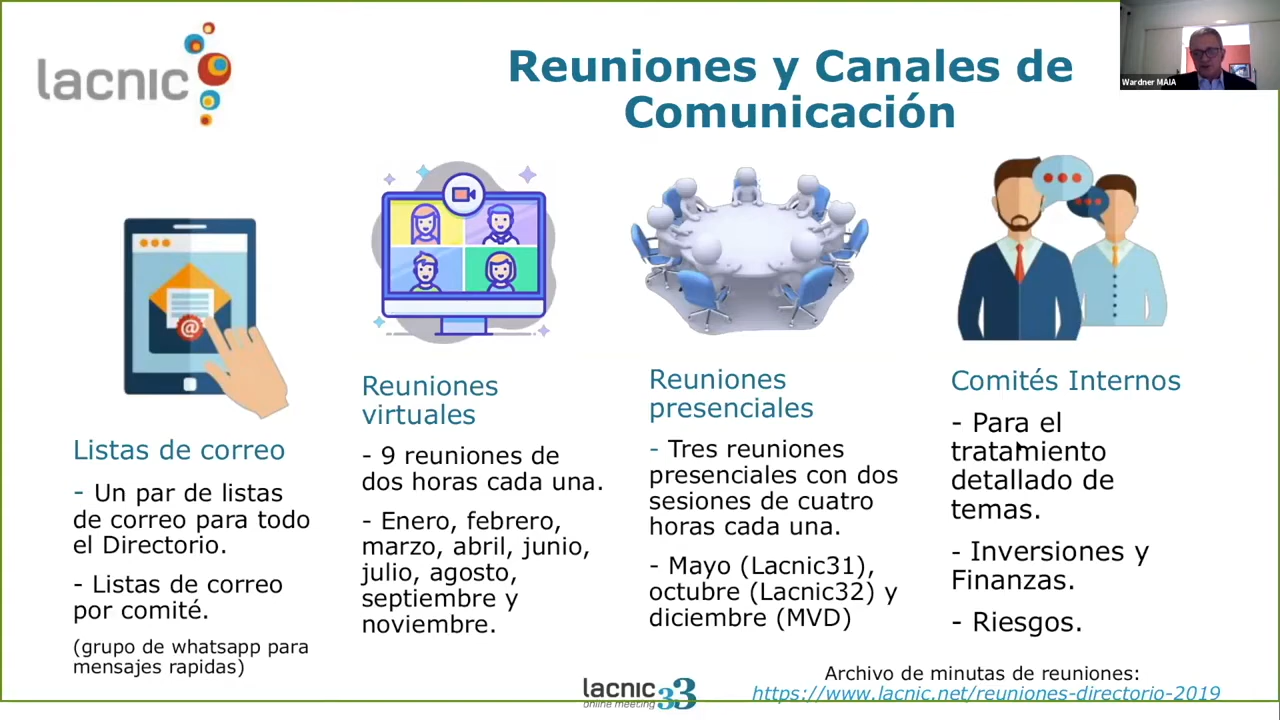 lacnic
Reuniones y Canales de
Comunicación
Wardner MAIA
Listas de correo
- Un par de listas
de correo para todo
el Directorio.
- Listas de correo
por comité.
(grupo de whatsapp para
mensajes rapidas)
Reuniones
virtuales
- 9 reuniones de
dos horas cada una.
- Enero, febrero,
marzo, abril, junio,
julio, agosto,
septiembre y
noviembre.
Reuniones
presenciales
- Tres reuniones
presenciales con dos
sesiones de cuatro
horas cada una.
- Mayo (Lacnic31),
octubre (Lacnic32) y
diciembre (MVD)
Comités Internos
- Para el
tratamiento
detallado de
temas.
- Inversiones y
Finanzas.
- Riesgos.
@
lacnic 33
online meeting
Archivo de minutas de reuniones:
https://www.lacnic.net/reuniones-directorio-2019